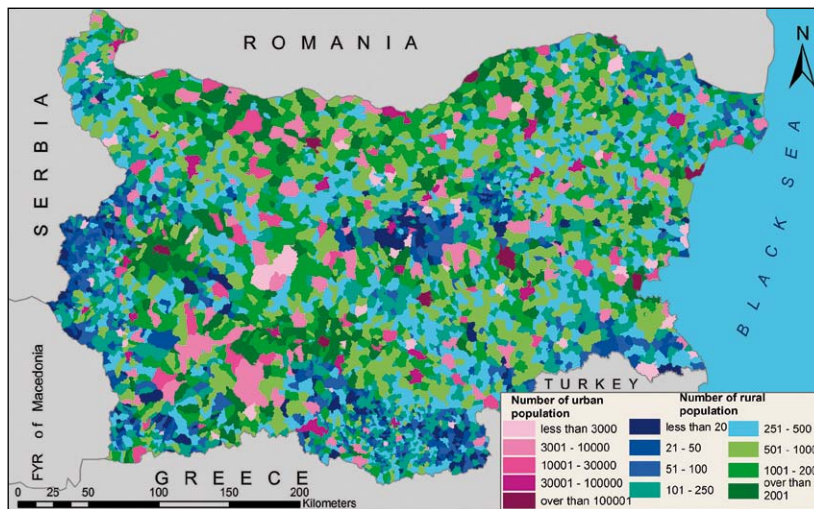 ROMANIA
N
SERBIA
BLACK SEA
FYR of Macedonia
TURKEY
GREECE
0 25 50 100 150 200
Kilometers
Number of urban population
less than 3000
3001 - 10000
10001 - 30000
30001 - 100000
over than 100001
Number of rural population
less than 20
21 - 50
51 - 100
101 - 250
251 - 500
501 - 1000
1001 - 200
over than 2001